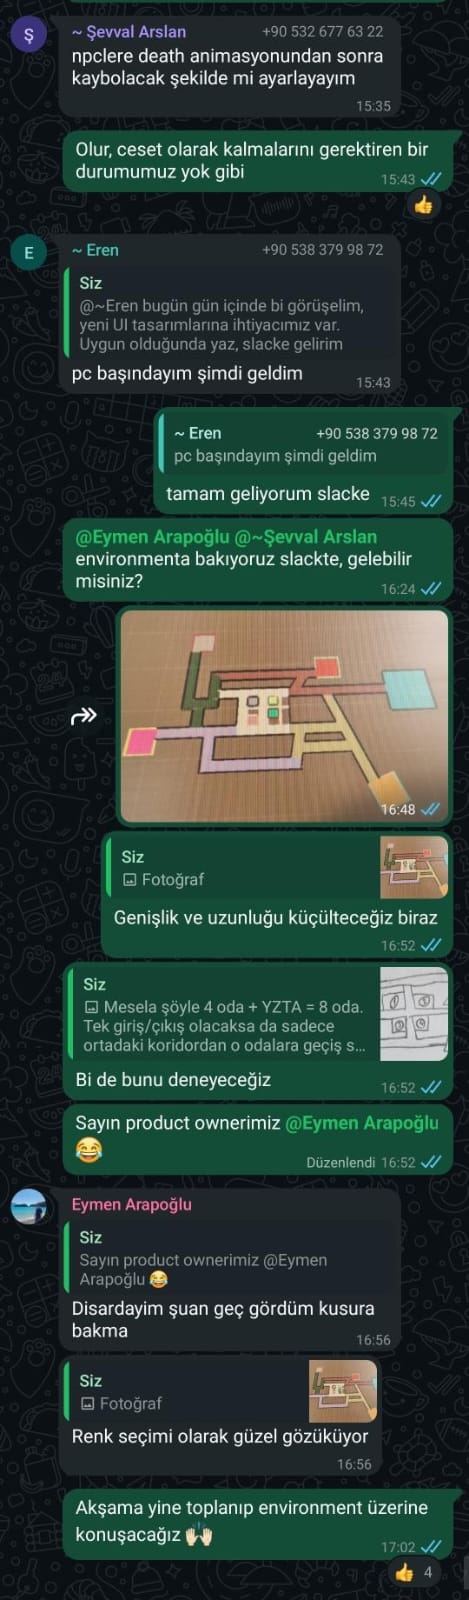 Ş
~ Şevval Arslan +90 532 677 63 22
npclere death animasyonundan sonra
kaybolacak şekilde mi ayarlayayım
15:35
Olur, ceset olarak kalmalarını gerektiren bir
durumumuz yok gibi
15:43
E
~ Eren +90 538 379 98 72
Siz
@~Eren bugün gün içinde bi görüşelim,
yeni UI tasarımlarına ihtiyacımız var.
Uygun olduğunda yaz, slacke gelirim
pc başındayım şimdi geldim
15:43
~ Eren +90 538 379 98 72
pc başındayım şimdi geldim
tamam geliyorum slacke
15:45
@Eymen Arapoğlu @~Şevval Arslan
environmenta bakıyoruz slackte, gelebilir
misiniz?
16:24
16:48
Siz
Fotoğraf
Genişlik ve uzunluğu küçülteceğiz biraz
16:52
Siz
Mesela şöyle 4 oda + YZTA = 8 oda.
Tek giriş/çıkış olacaksa da sadece
ortadaki koridordan o odalara geçiş s...
Bi de bunu deneyeceğiz
16:52
Sayın product ownerimiz @Eymen Arapoğlu
😂
Düzenlendi 16:52
Eymen Arapoğlu
Siz
Sayın product ownerimiz @Eymen
Arapoğlu 😂
Disardayim şuan geç gördüm kusura
bakma
16:56
Siz
Fotoğraf
Renk seçimi olarak güzel gözüküyor
16:56
Akşama yine toplanıp environment üzerine
konuşacağız 🙌🏻
17:02
👍 4